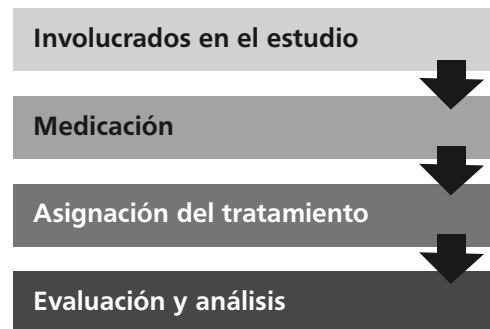 Involucrados en el estudio
Medicación
Asignación del tratamiento
Evaluación y análisis